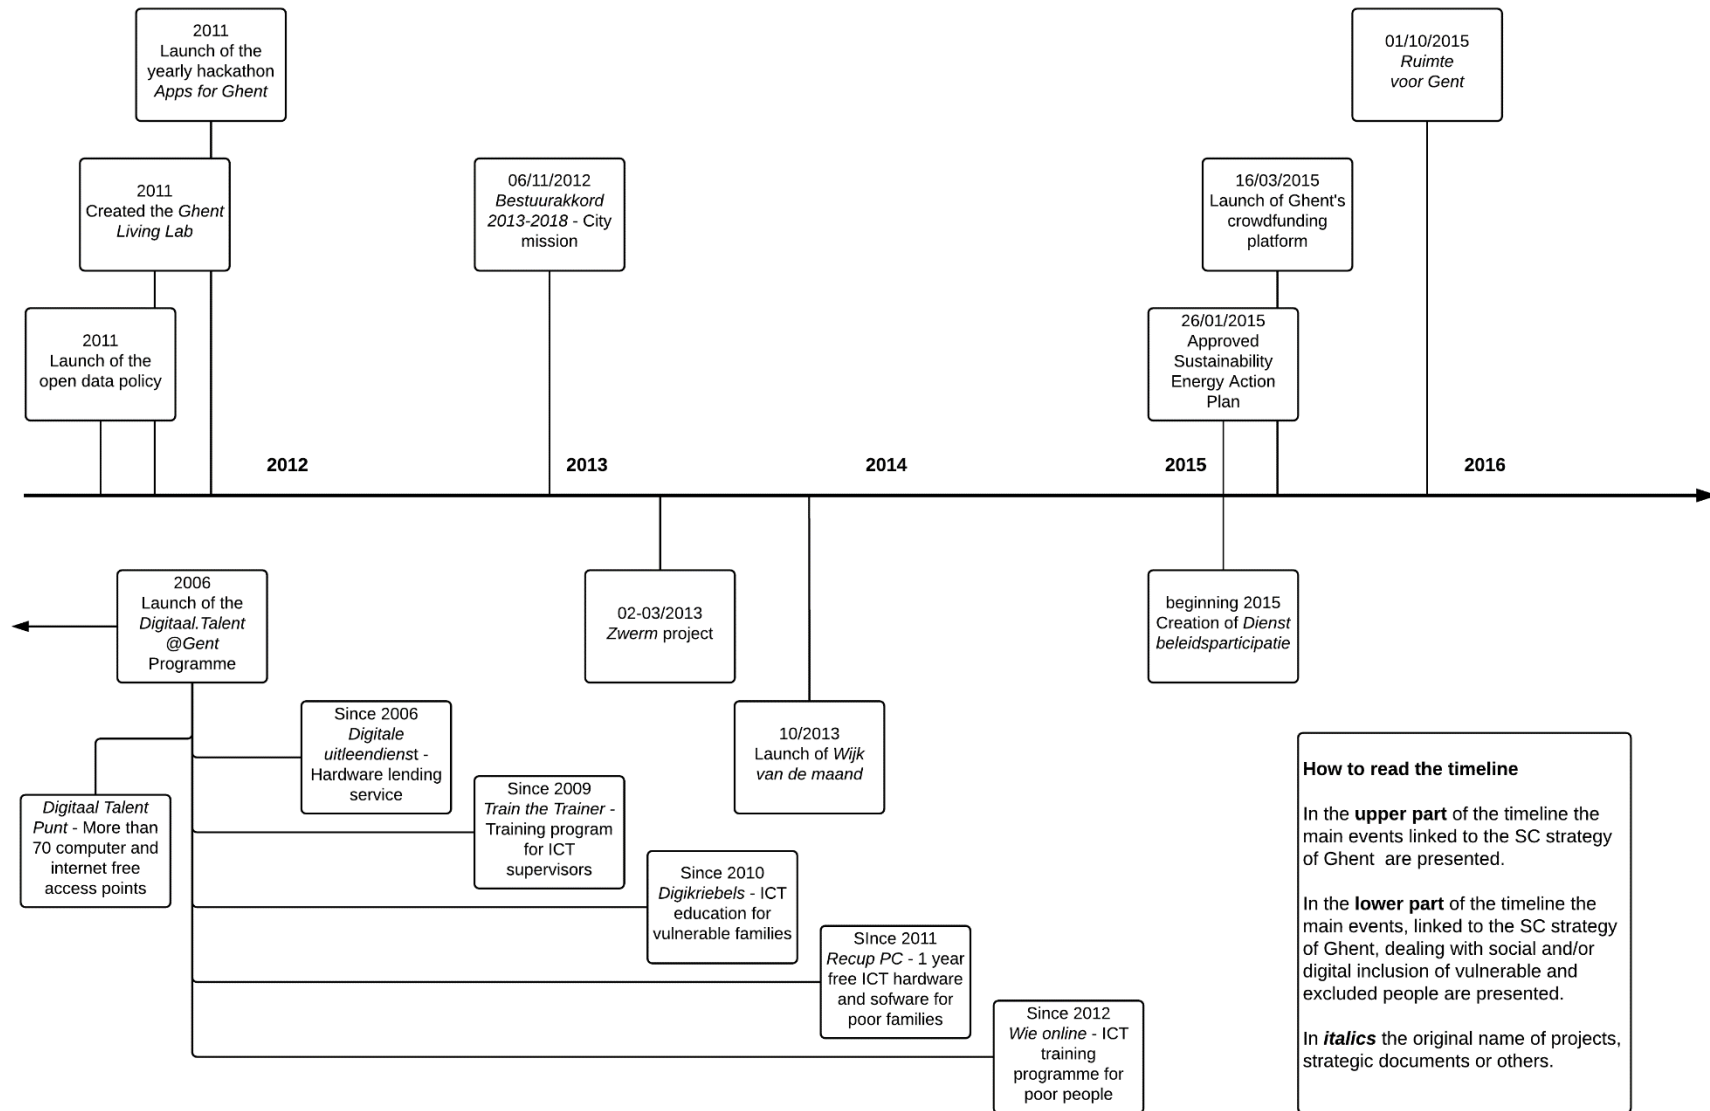 2011
Launch of the
yearly hackathon
Apps for Ghent
01/10/2015
Ruimte
voor Gent
2011
Created the Ghent
Living Lab
06/11/2012
Bestuurakkord
2013-2018 - City
mission
16/03/2015
Launch of Ghent's
crowdfunding
platform
2011
Launch of the
open data policy
26/01/2015
Approved
Sustainability
Energy Action
Plan
2012
2013
2014
2015
2016
2006
Launch of the
Digitaal.Talent
@Gent
Programme
02-03/2013
Zwerm project
beginning 2015
Creation of Dienst
beleidsparticipatie
Since 2006
Digitale
uitleendienst -
Hardware lending
service
10/2013
Launch of Wijk
van de maand
Digitaal Talent
Punt - More than
70 computer and
internet free
access points
Since 2009
Train the Trainer -
Training program
for ICT
supervisors
Since 2010
Digikriebels - ICT
education for
vulnerable families
SInce 2011
Recup PC - 1 year
free ICT hardware
and sofware for
poor families
Since 2012
Wie online - ICT
training
programme for
poor people
How to read the timeline
In the upper part of the timeline the
main events linked to the SC strategy
of Ghent are presented.
In the lower part of the timeline the
main events, linked to the SC strategy
of Ghent, dealing with social and/or
digital inclusion of vulnerable and
excluded people are presented.
In italics the original name of projects,
strategic documents or others.